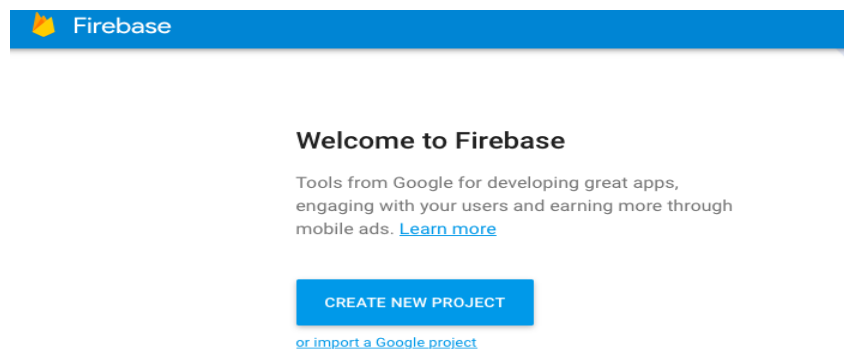 Firebase
Welcome to Firebase
Tools from Google for developing great apps,
engaging with your users and earning more through
mobile ads. Learn more
CREATE NEW PROJECT
or import a Google project